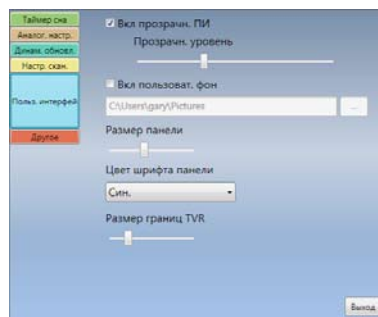 Таймер сна
Аналог. настр.
Динам. обновл.
Настр. скан.
Польз. интерфей
Другое
Вкл прозрачн. ПИ
Прозрачн. уровень
Вкл пользоват. фон
C:\Users\gary\Pictures
...
Размер панели
Цвет шрифта панели
Син.
Размер границ TVR
Выход